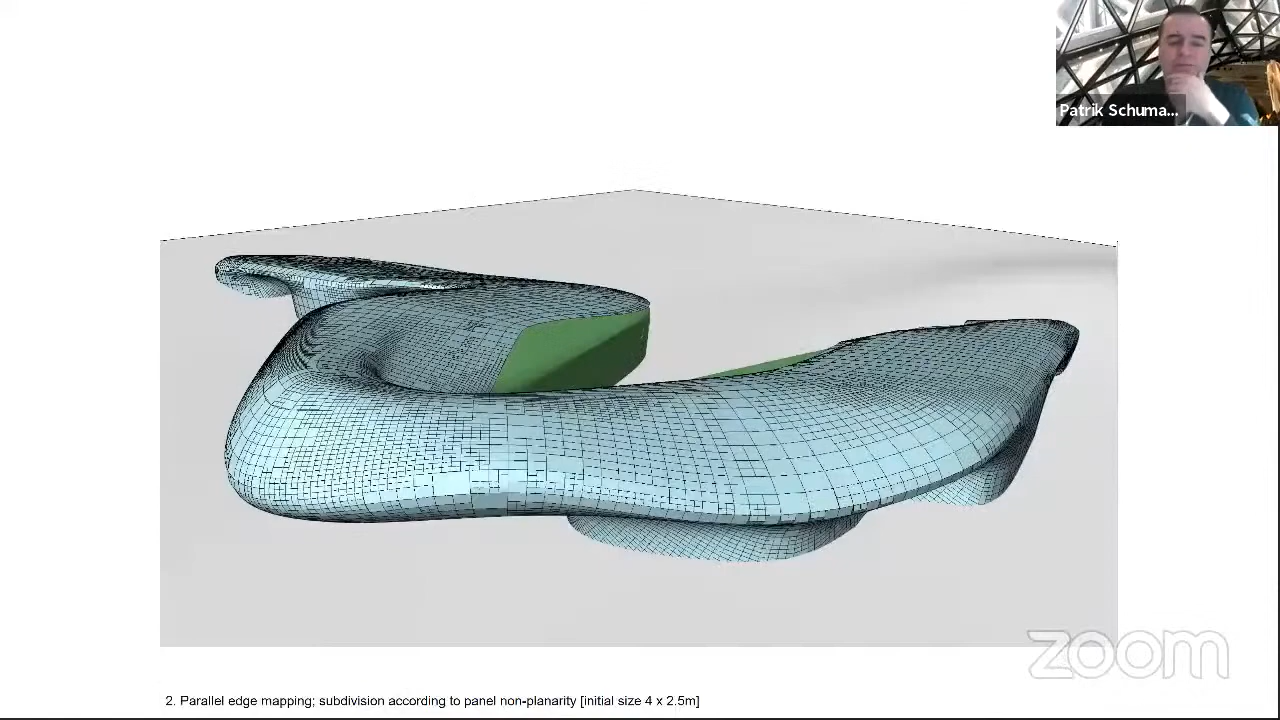 Patrik Schuma...
zoom
2. Parallel edge mapping; subdivision according to panel non-planarity [initial size 4 x 2.5m]